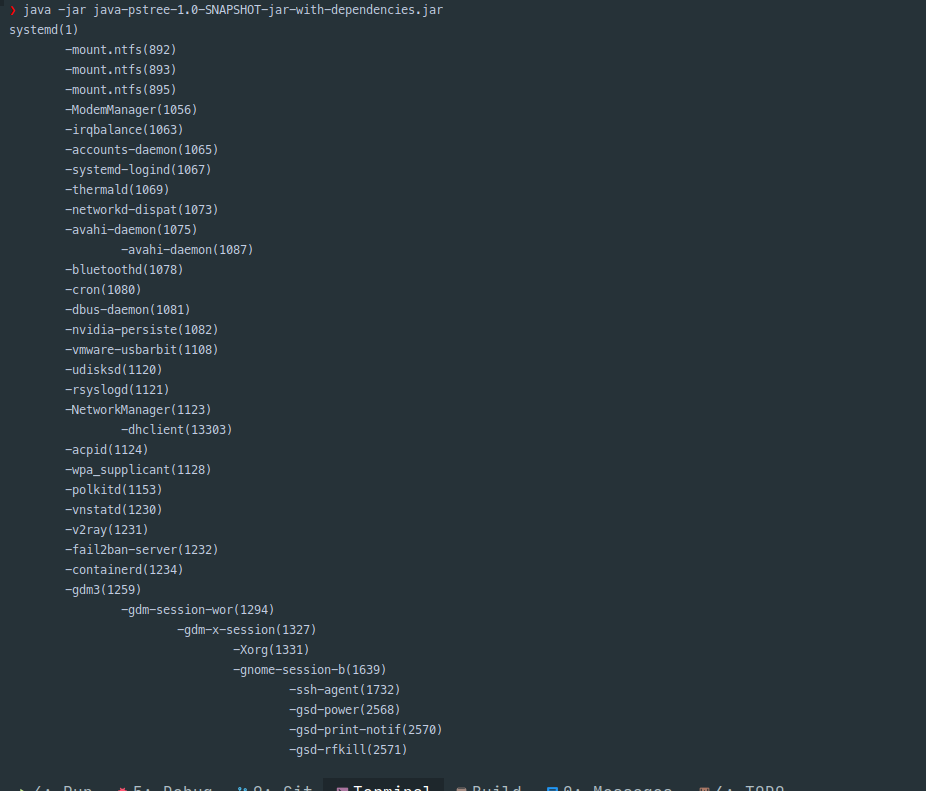 ❯ java -jar java-pstree-1.0-SNAPSHOT-jar-with-dependencies.jar
systemd(1)
-mount.ntfs(892)
-mount.ntfs(893)
-mount.ntfs(895)
-ModemManager(1056)
-irqbalance(1063)
-accounts-daemon(1065)
-systemd-logind(1067)
-thermald(1069)
-networkd-dispat(1073)
-avahi-daemon(1075)
-avahi-daemon(1087)
-bluetoothd(1078)
-cron(1080)
-dbus-daemon(1081)
-nvidia-persiste(1082)
-vmware-usbarbit(1108)
-udisksd(1120)
-rsyslogd(1121)
-NetworkManager(1123)
-dhclient(13303)
-acpid(1124)
-wpa_supplicant(1128)
-polkitd(1153)
-vnstatd(1230)
-v2ray(1231)
-fail2ban-server(1232)
-containerd(1234)
-gdm3(1259)
-gdm-session-wor(1294)
-gdm-x-session(1327)
-Xorg(1331)
-gnome-session-b(1639)
-ssh-agent(1732)
-gsd-power(2568)
-gsd-print-notif(2570)
-gsd-rfkill(2571)
4: Run 5: Debug 9: Git Terminal Build 0: Messages 6: TODO